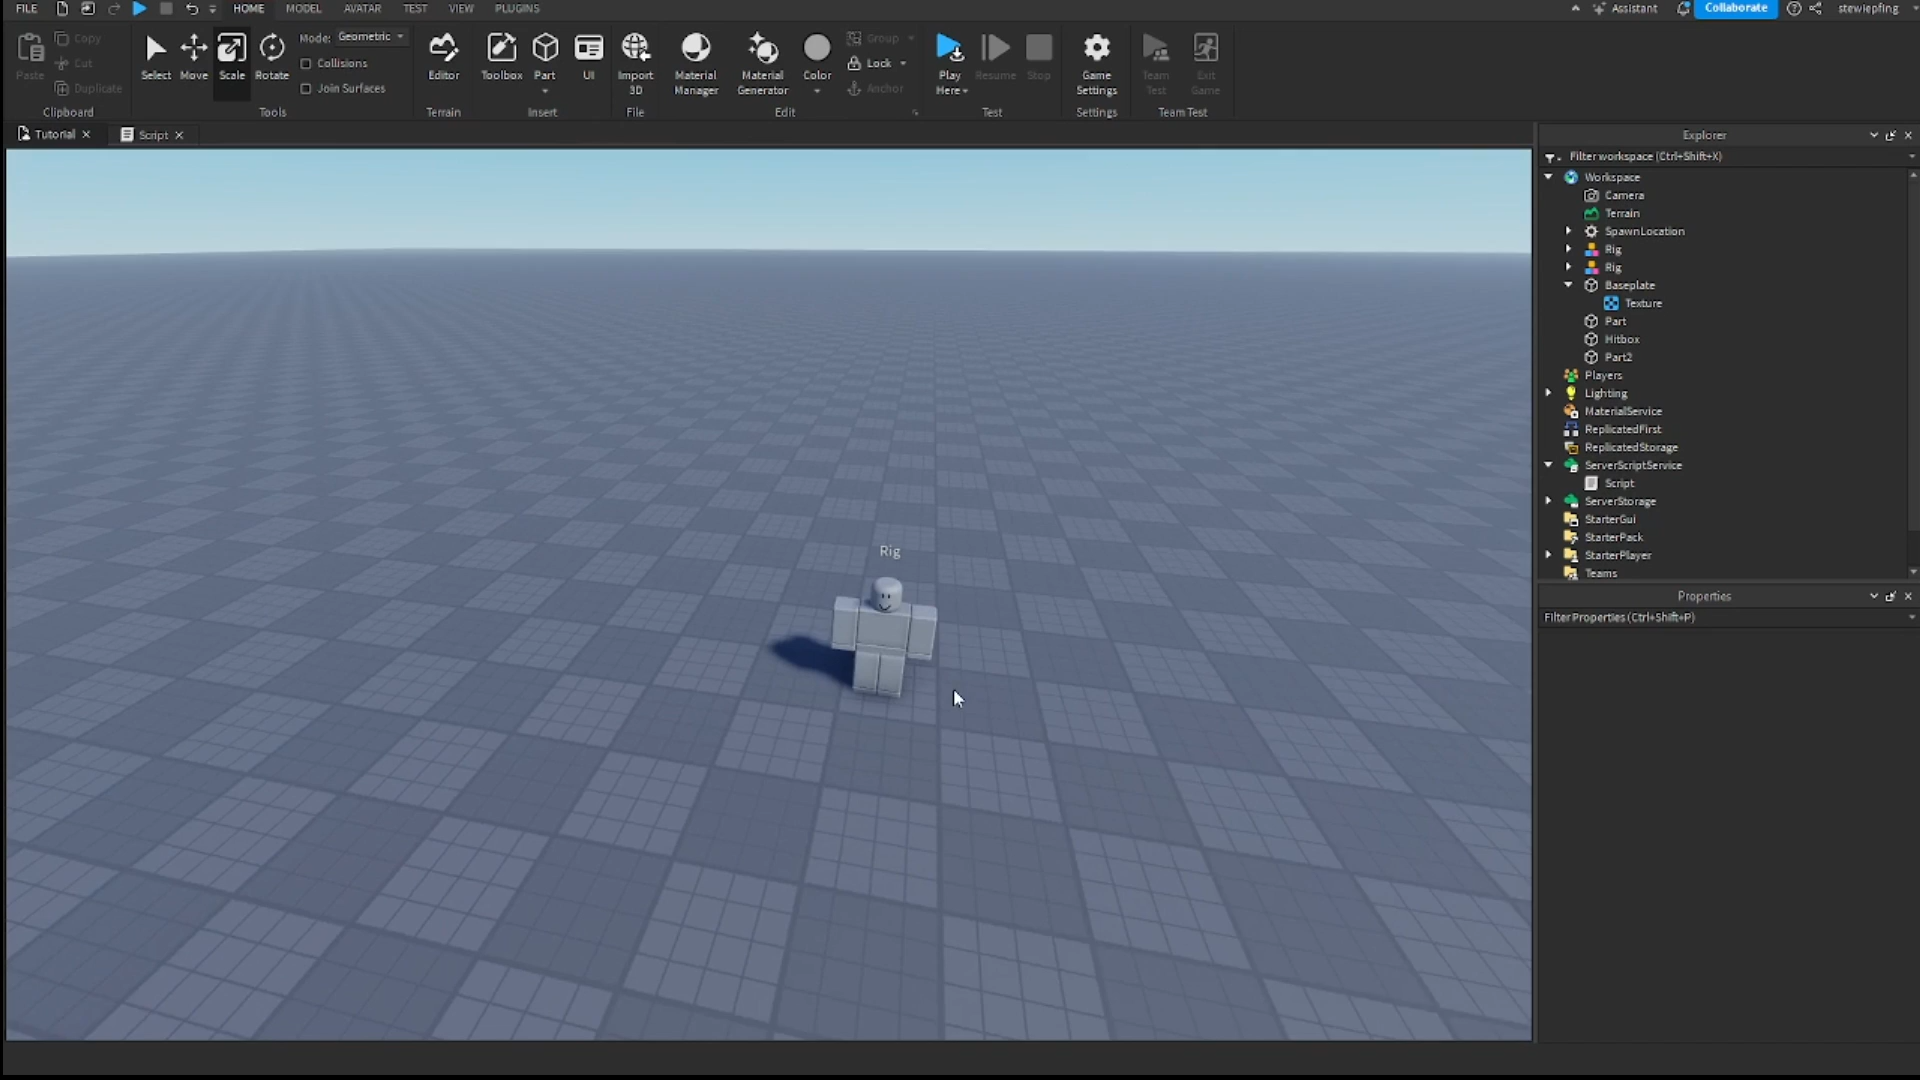 FILE HOME MODEL AVATAR TEST VIEW PLUGINS Assistant Collaborate stewiepfing
Paste Copy Cut Duplicate Clipboard
Select Move Scale Rotate Mode: Geometric Collisions Join Surfaces Tools
Editor Terrain
Toolbox Part UI Insert
Import 3D File
Material Manager Material Generator Color Group Lock Anchor Edit
Play Here Resume Stop Test
Game Settings Settings
Team Test Exit Game Team Test
Tutorial Script
Rig
Explorer
Filter workspace (Ctrl+Shift+X)
Workspace
Camera
Terrain
SpawnLocation
Rig
Rig
Baseplate
Texture
Part
Hitbox
Part2
Players
Lighting
MaterialService
ReplicatedFirst
ReplicatedStorage
ServerScriptService
Script
ServerStorage
StarterGui
StarterPack
StarterPlayer
Teams
Properties
Filter Properties (Ctrl+Shift+P)